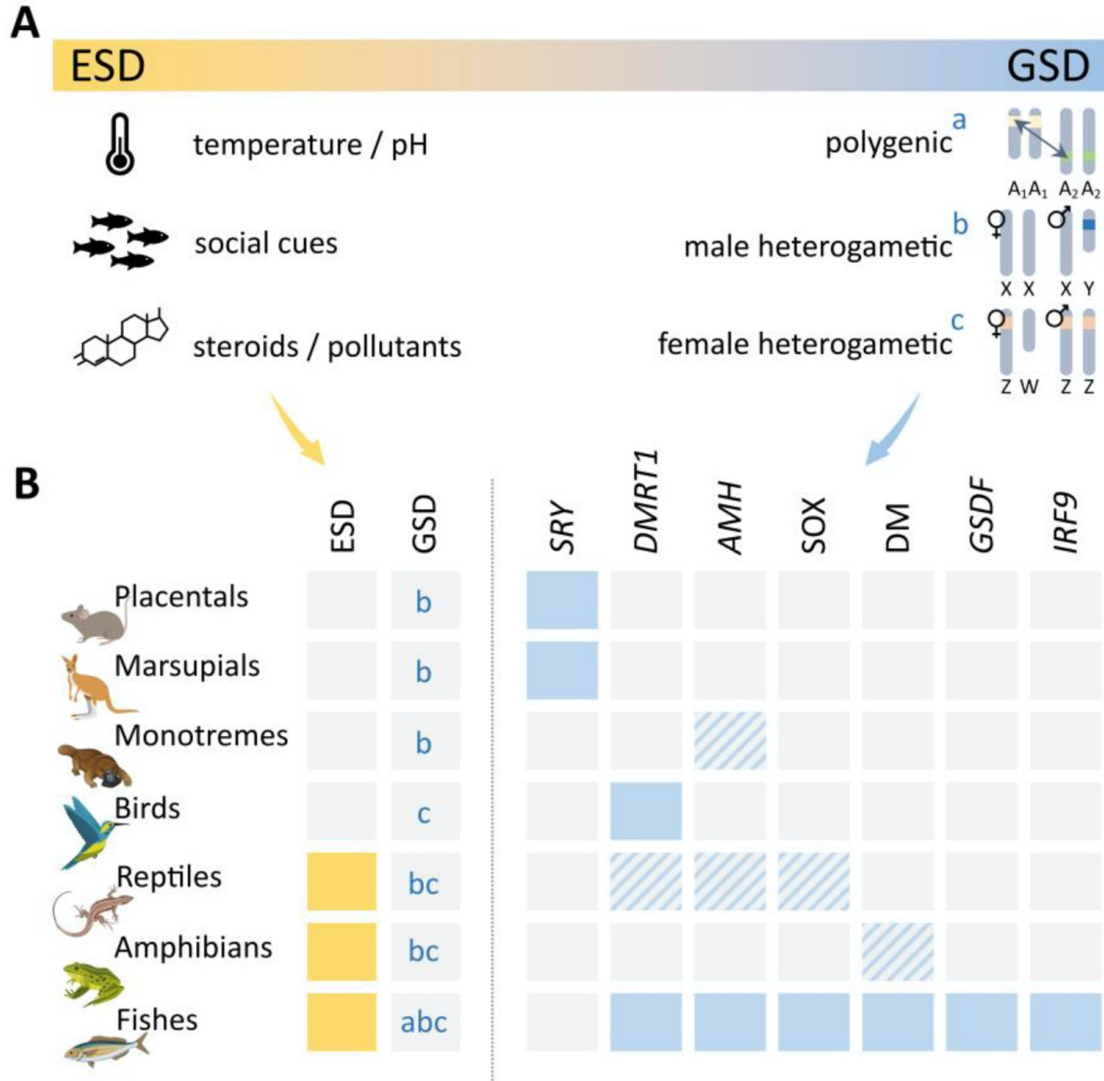 A
ESD GSD
temperature / pH
polygenic a
A1A1 A2A2
social cues
male heterogametic b
♀ ♂
X X X Y
steroids / pollutants
female heterogametic c
♀ ♂
Z W Z Z
B
ESD GSD SRY DMRT1 AMH SOX DM GSDF IRF9
Placentals b
Marsupials b
Monotremes b
Birds c
Reptiles bc
Amphibians bc
Fishes abc